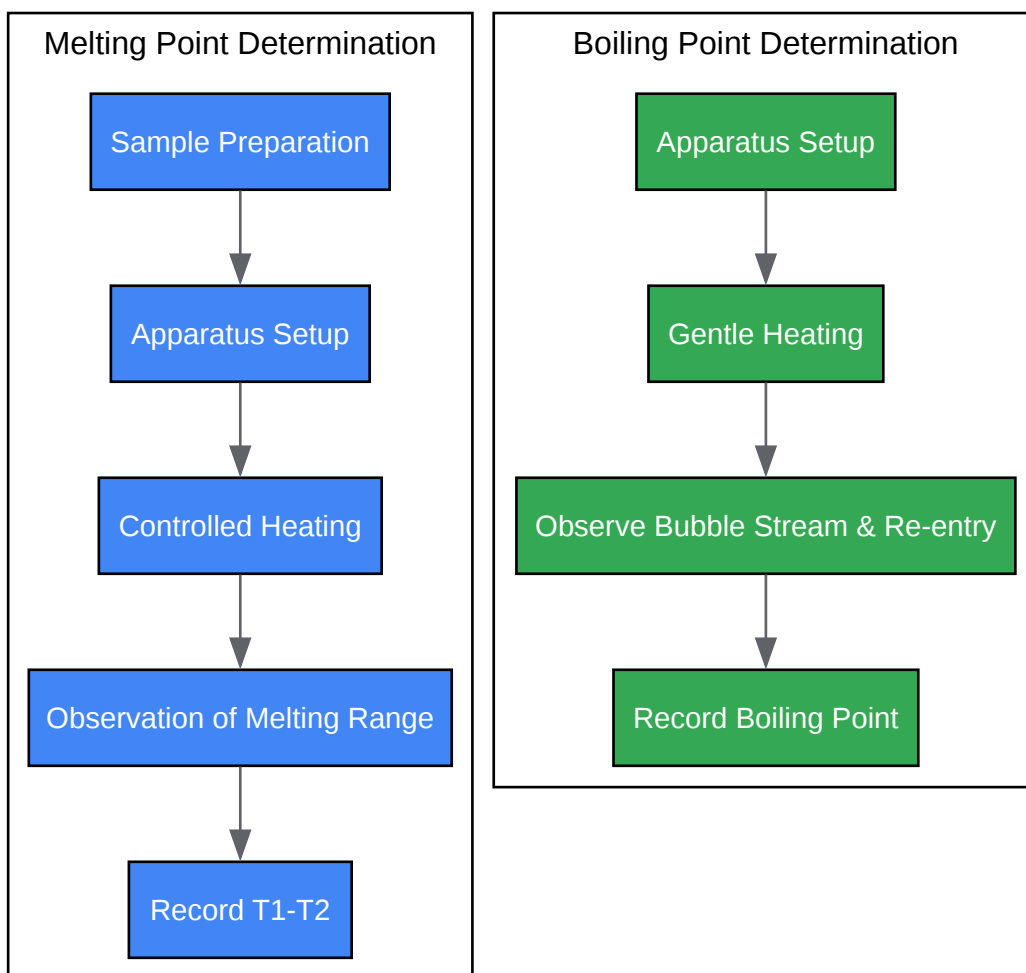 Melting Point Determination
Sample Preparation
Apparatus Setup
Controlled Heating
Observation of Melting Range
Record T1-T2
Boiling Point Determination
Apparatus Setup
Gentle Heating
Observe Bubble Stream & Re-entry
Record Boiling Point